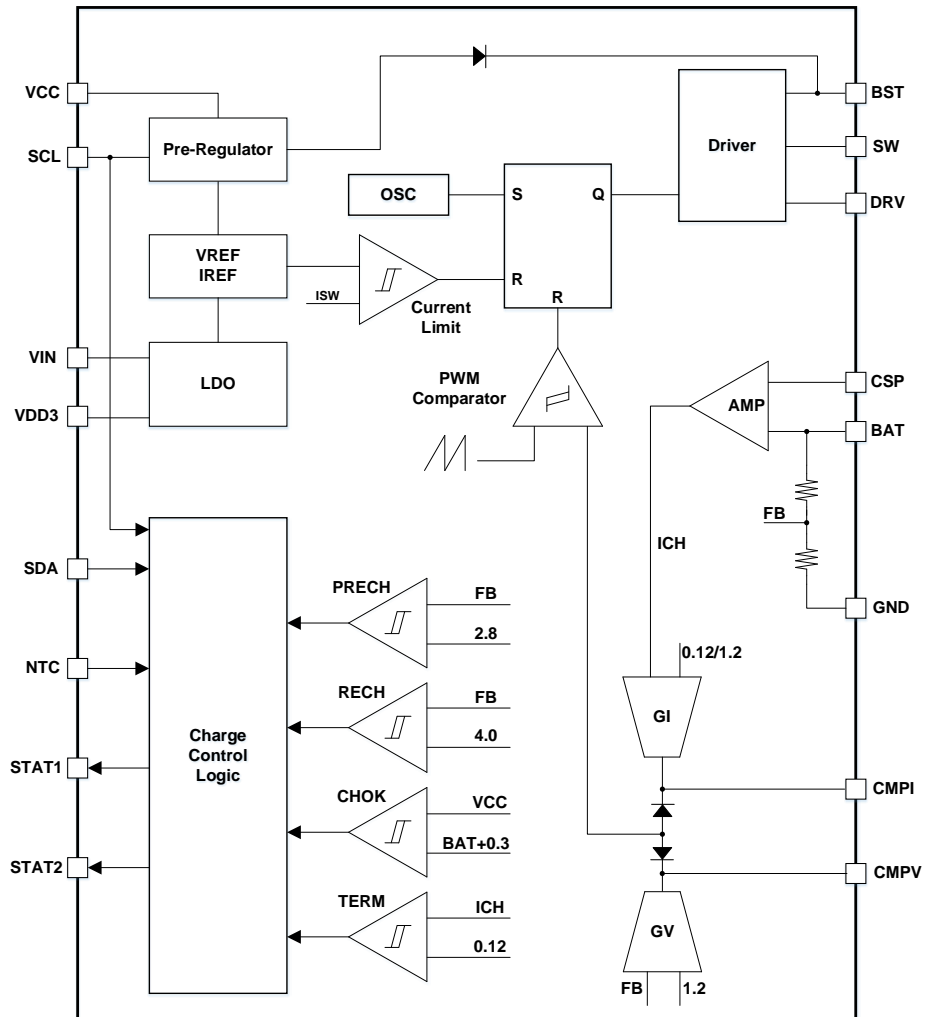 VCC
BST
Pre-Regulator
Driver
SCL
SW
OSC
S
Q
DRV
VREF
IREF
R
ISW
Current
Limit
R
VIN
LDO
PWM
Comparator
CSP
AMP
VDD3
BAT
FB
ICH
SDA
PRECH
FB
GND
2.8
NTC
0.12/1.2
RECH
FB
GI
4.0
Charge
Control
Logic
STAT1
CHOK
VCC
CMPI
BAT+0.3
STAT2
CMPV
TERM
ICH
GV
0.12
FB
1.2